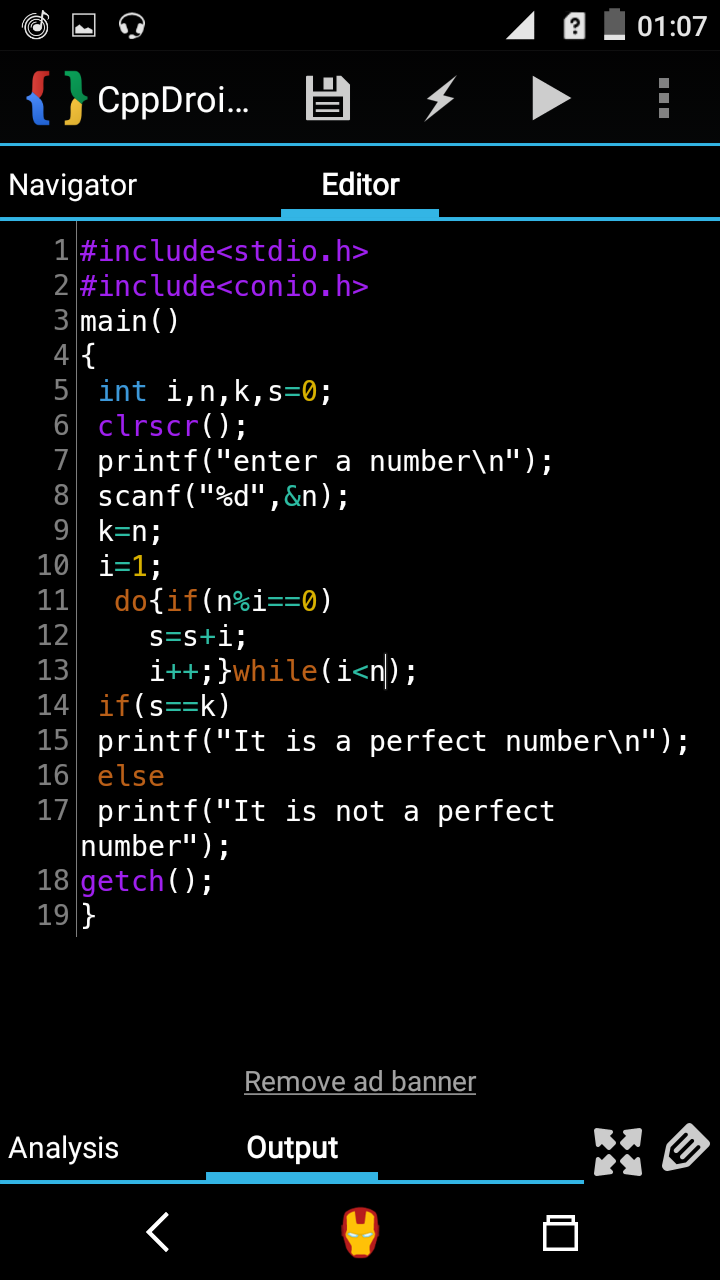 01:07
CppDroi...
Navigator Editor
1 #include<stdio.h>
2 #include<conio.h>
3 main()
4 {
5 int i,n,k,s=0;
6 clrscr();
7 printf("enter a number\n");
8 scanf("%d",&n);
9 k=n;
10 i=1;
11 do{if(n%i==0)
12 s=s+i;
13 i++;}while(i<n);
14 if(s==k)
15 printf("It is a perfect number\n");
16 else
17 printf("It is not a perfect
number");
18 getch();
19 }
Remove ad banner
Analysis Output